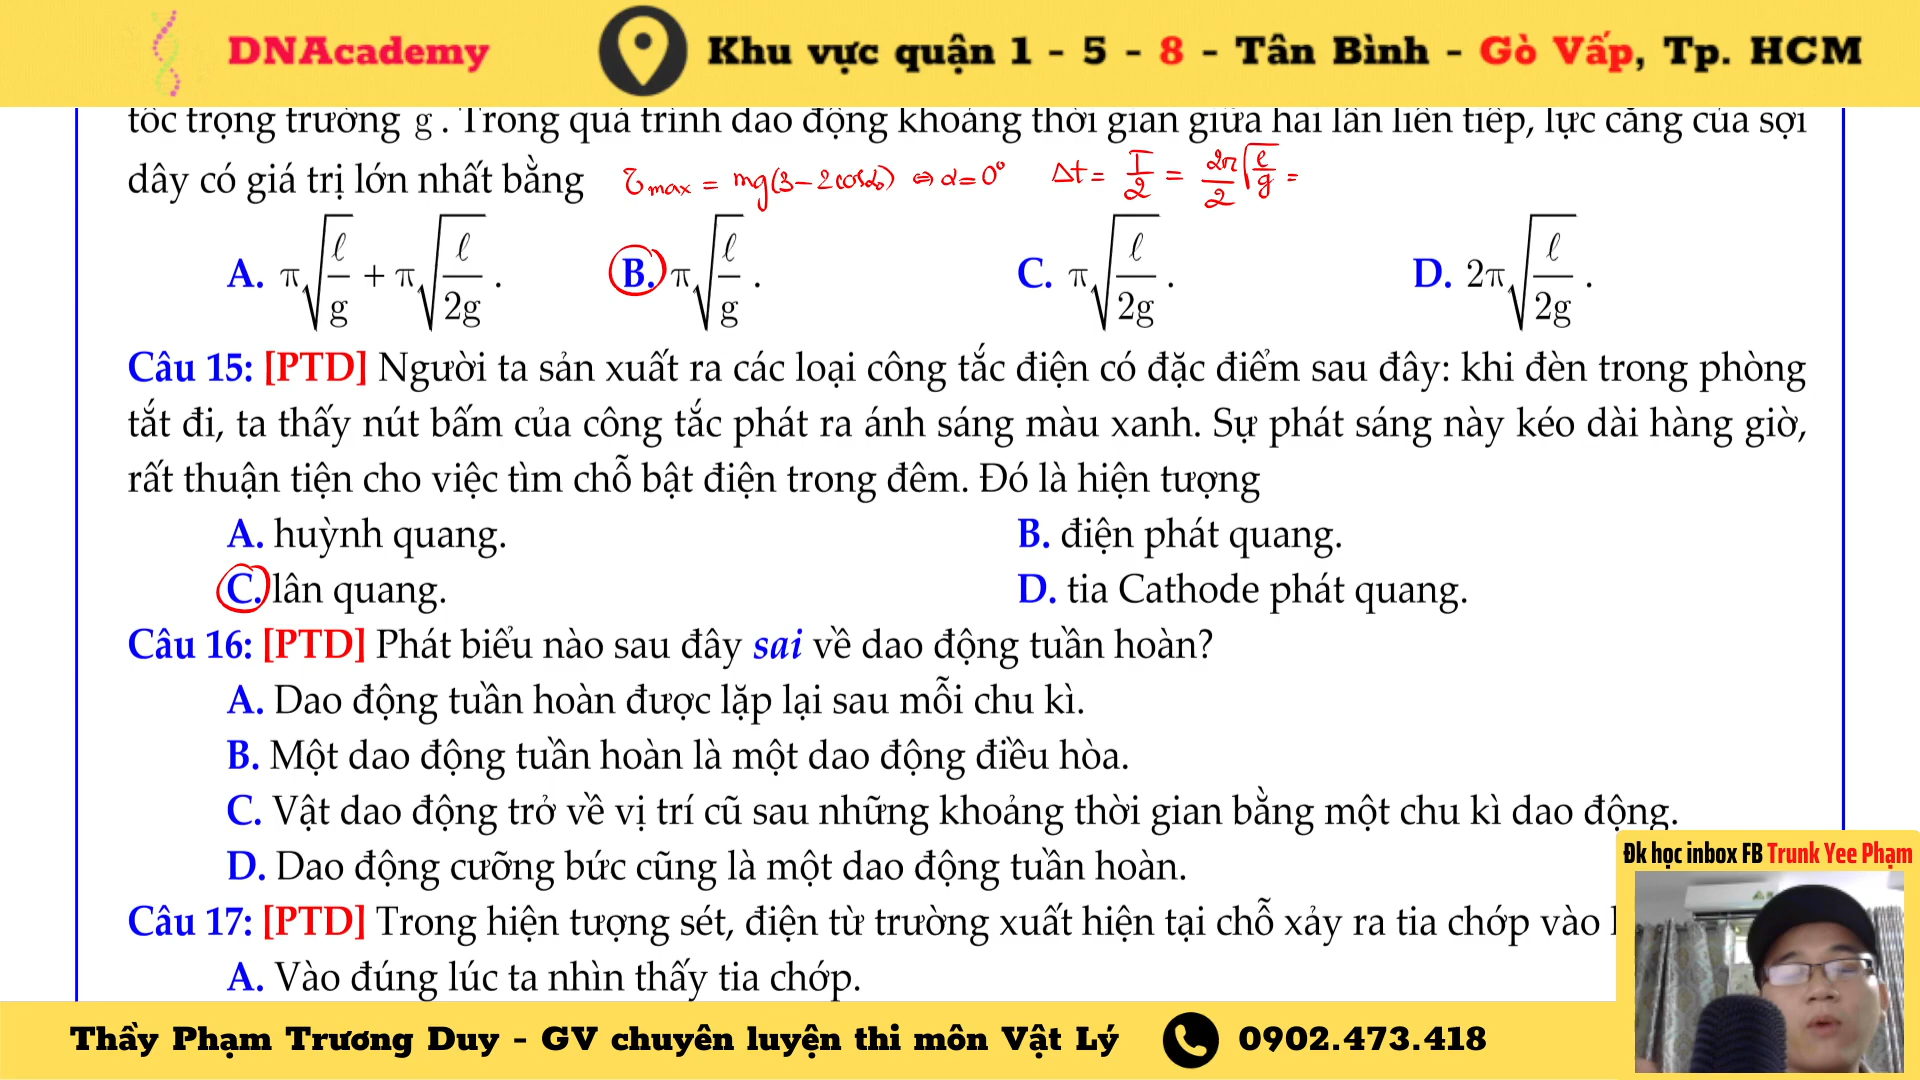 DNAcademy
Khu vực quận 1 - 5 - 8 - Tân Bình - Gò Vấp, Tp. HCM
tốc trọng trường g. Trong quá trình dao động khoảng thời gian giữa hai lần liên tiếp, lực căng của sợi
dây có giá trị lớn nhất bằng τmax = mg(3-2cosα₀) ⇔ α=0° Δt = T/2 = 2π/2 √(ℓ/g) =
A. π√(ℓ/g) + π√(ℓ/2g). B. π√(ℓ/g). C. π√(ℓ/2g). D. 2π√(ℓ/2g).
Câu 15: [PTD] Người ta sản xuất ra các loại công tắc điện có đặc điểm sau đây: khi đèn trong phòng
tắt đi, ta thấy nút bấm của công tắc phát ra ánh sáng màu xanh. Sự phát sáng này kéo dài hàng giờ,
rất thuận tiện cho việc tìm chỗ bật điện trong đêm. Đó là hiện tượng
A. huỳnh quang. B. điện phát quang.
C. lân quang. D. tia Cathode phát quang.
Câu 16: [PTD] Phát biểu nào sau đây sai về dao động tuần hoàn?
A. Dao động tuần hoàn được lặp lại sau mỗi chu kì.
B. Một dao động tuần hoàn là một dao động điều hòa.
C. Vật dao động trở về vị trí cũ sau những khoảng thời gian bằng một chu kì dao động.
D. Dao động cưỡng bức cũng là một dao động tuần hoàn.
Câu 17: [PTD] Trong hiện tượng sét, điện từ trường xuất hiện tại chỗ xảy ra tia chớp vào
A. Vào đúng lúc ta nhìn thấy tia chớp.
Đk học inbox FB Trunk Yee Phạm
Thầy Phạm Trương Duy - GV chuyên luyện thi môn Vật Lý 0902.473.418